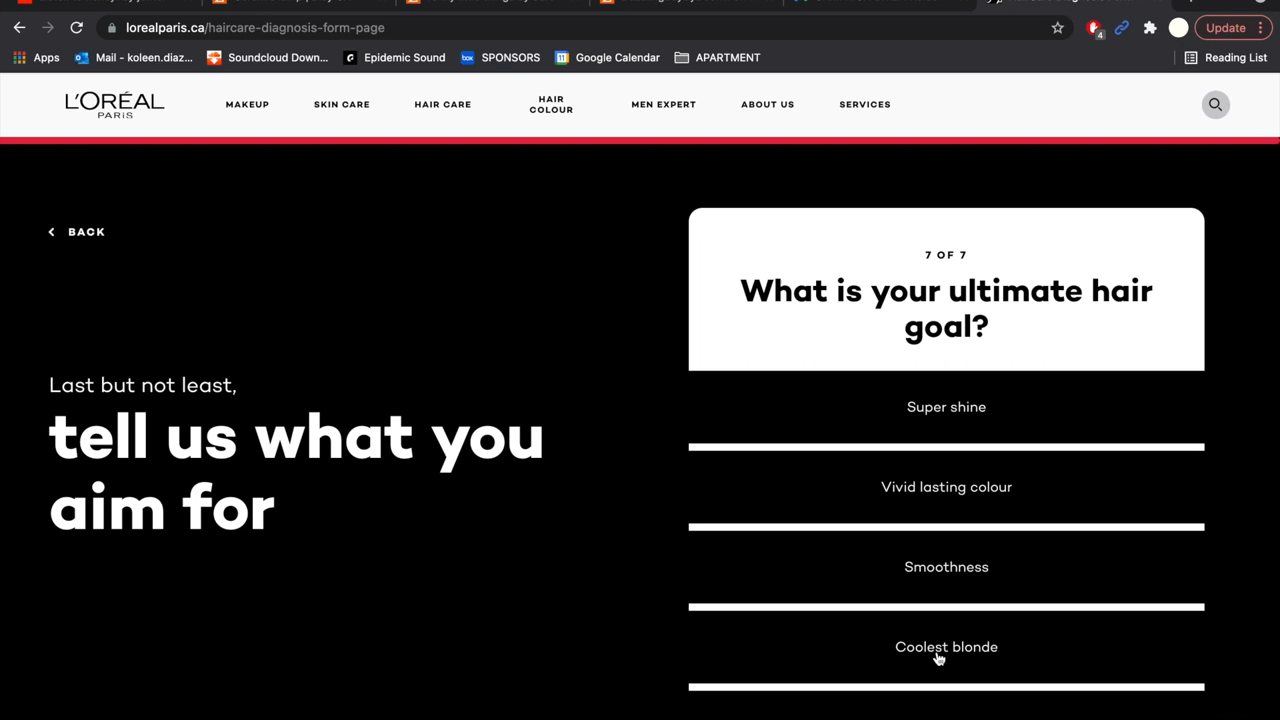 lorealparis.ca/haircare-diagnosis-form-page
4
Update
Apps
Mail - koleen.diaz...
Soundcloud Down...
Epidemic Sound
box
SPONSORS
Google Calendar
APARTMENT
Reading List
L'ORÉAL
PARIS
MAKEUP
SKIN CARE
HAIR CARE
HAIR
COLOUR
MEN EXPERT
ABOUT US
SERVICES
BACK
Last but not least,
tell us what you
aim for
7 OF 7
What is your ultimate hair
goal?
Super shine
Vivid lasting colour
Smoothness
Coolest blonde